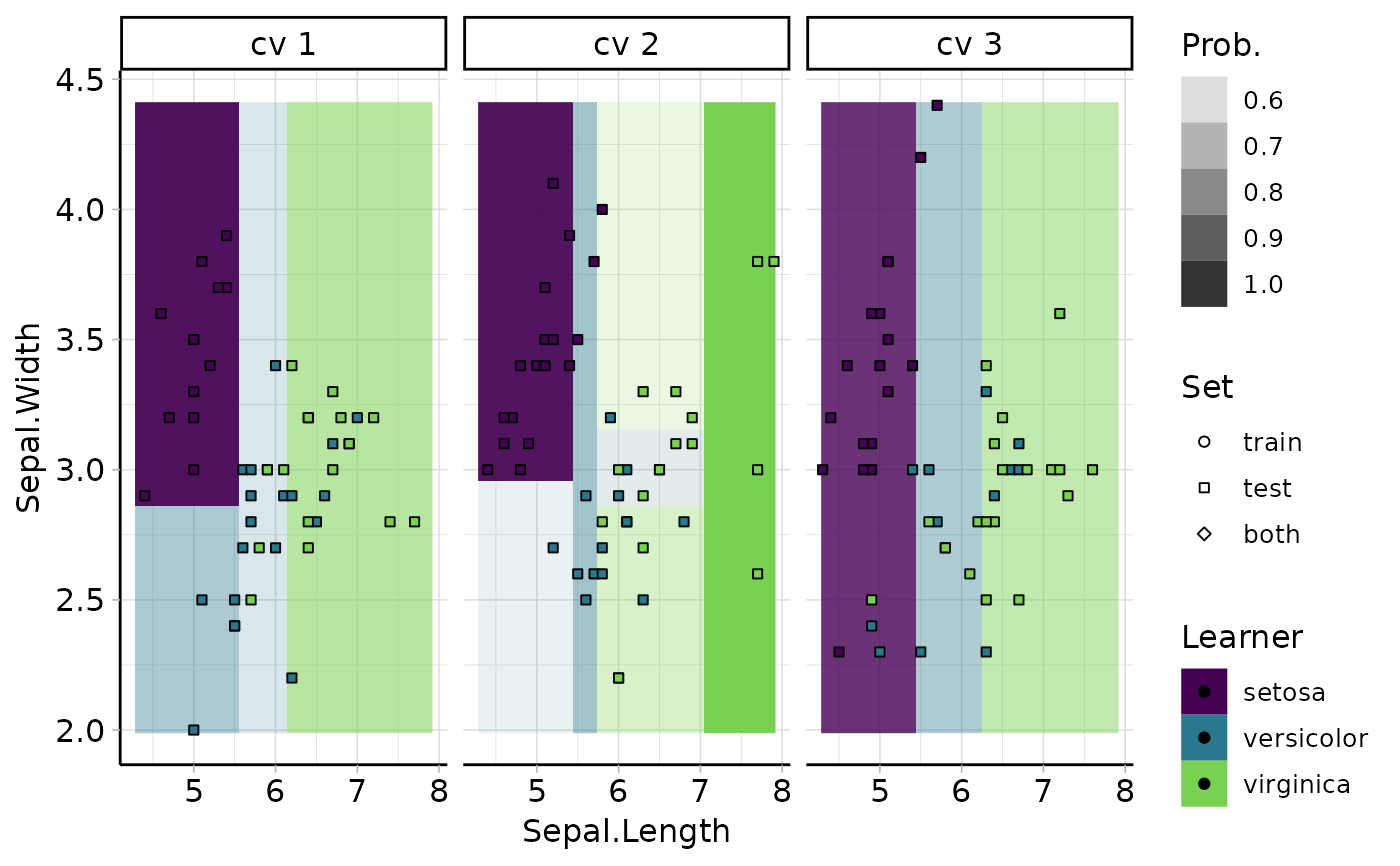 cv 1
cv 2
cv 3
4.5
4.0
3.5
3.0
2.5
2.0
Sepal.Width
5 6 7 8
5 6 7 8
5 6 7 8
Sepal.Length
Prob.
0.6
0.7
0.8
0.9
1.0
Set
train
test
both
Learner
setosa
versicolor
virginica